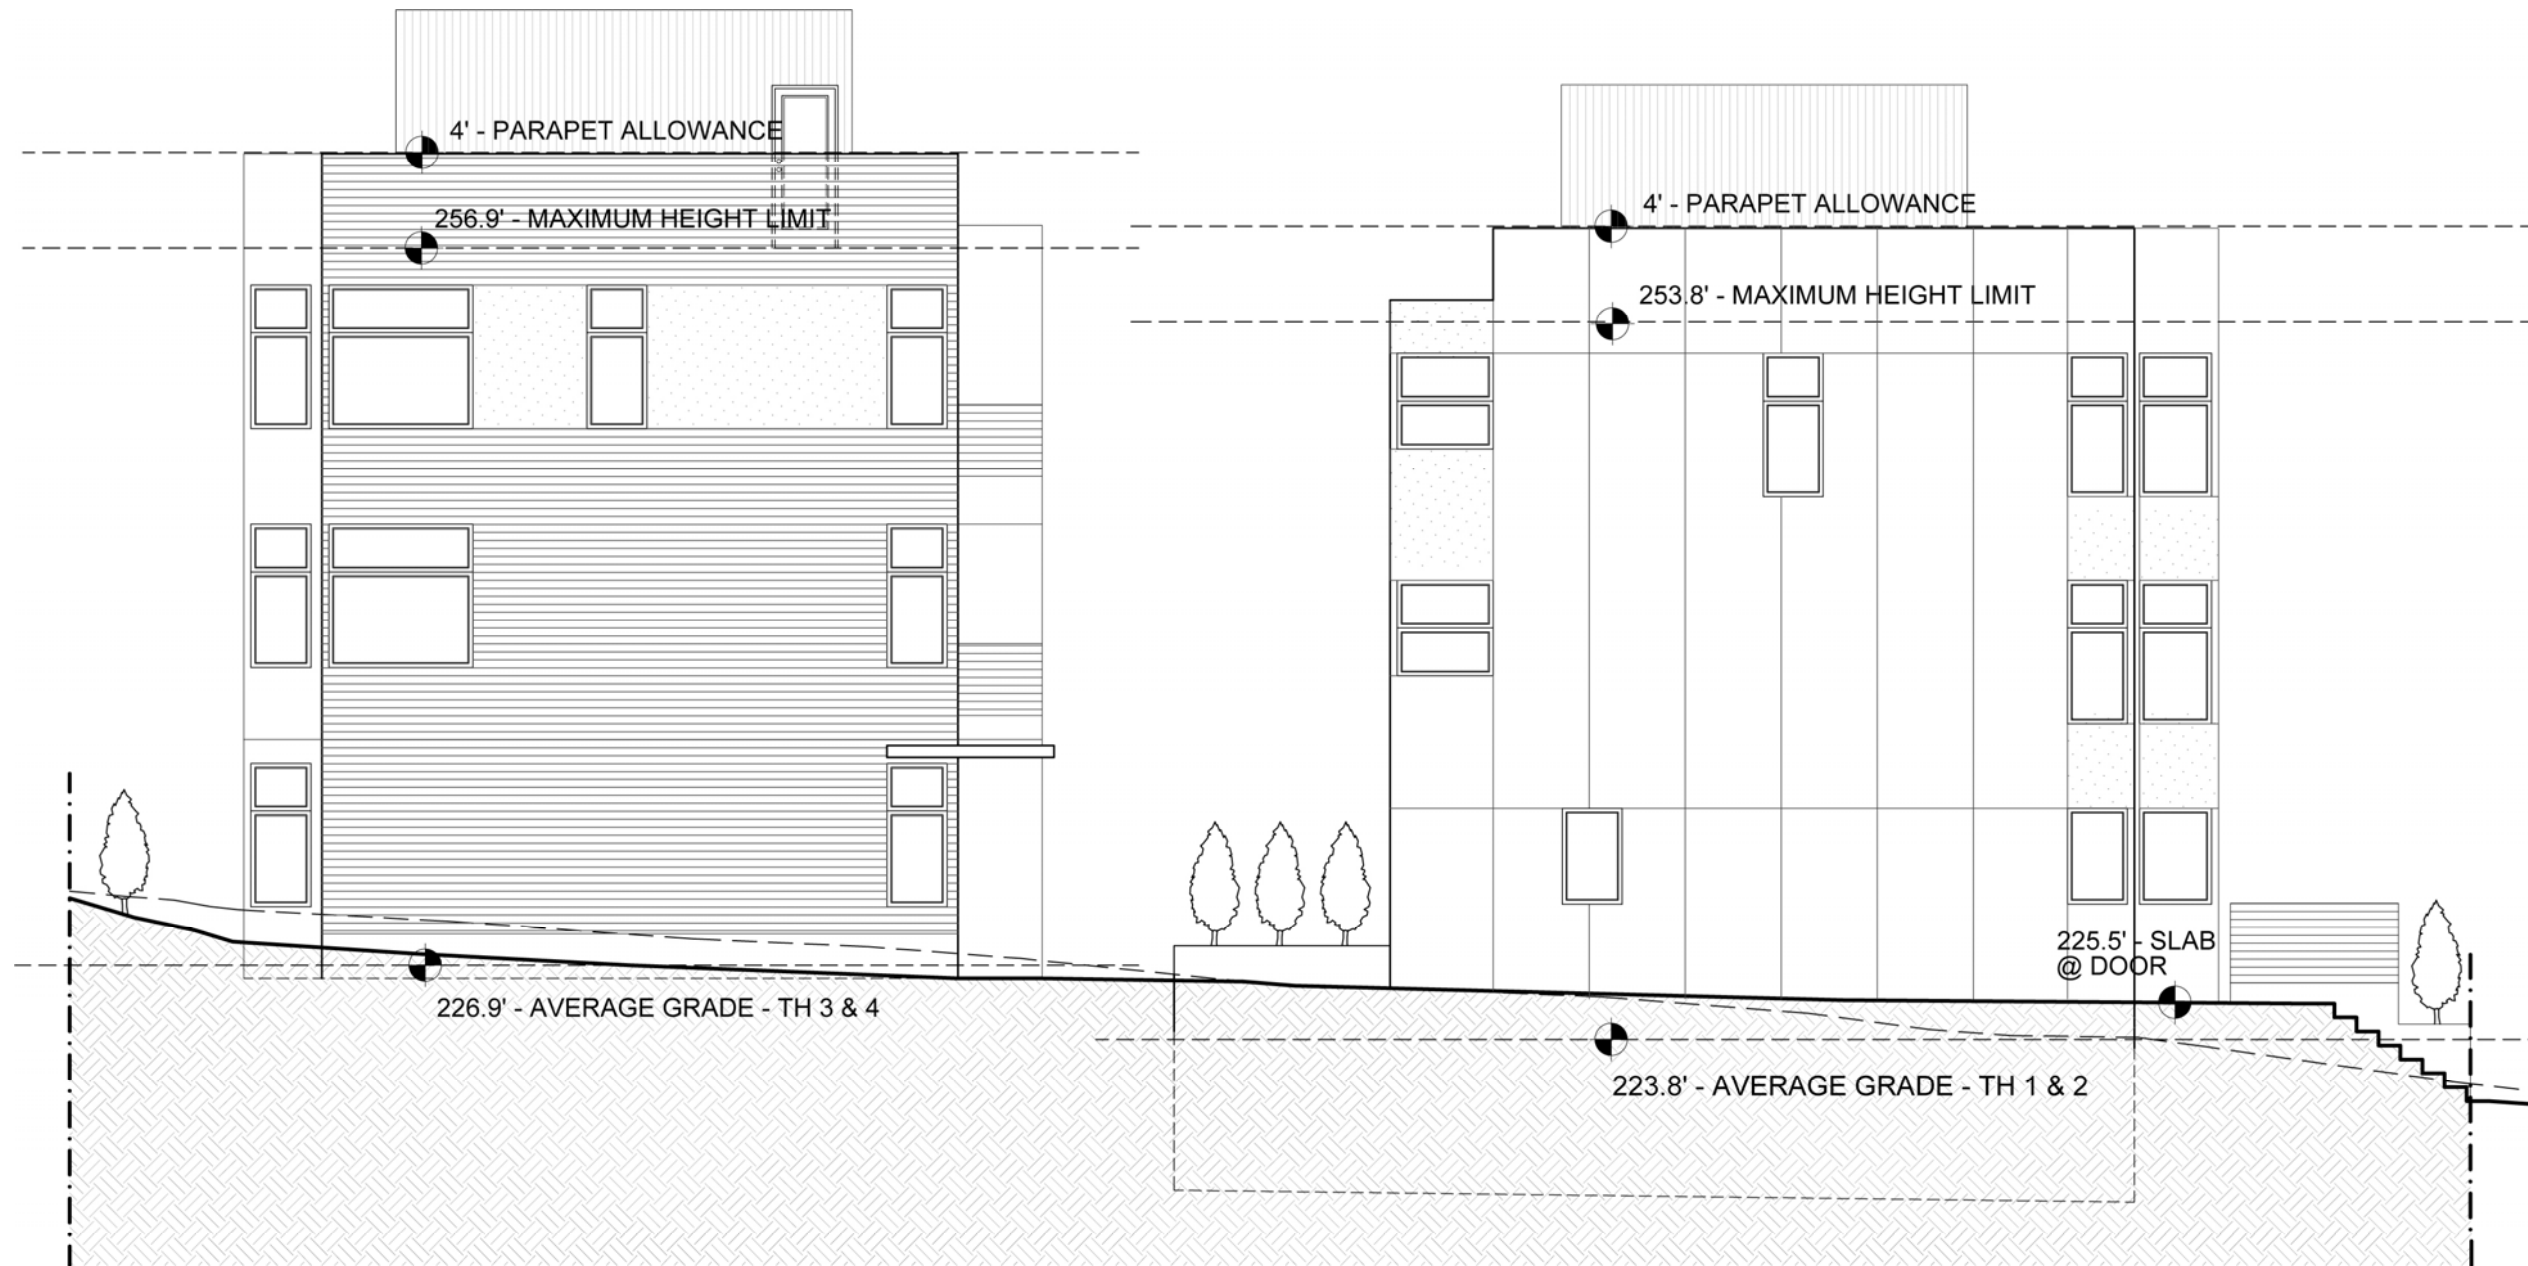 4' - PARAPET ALLOWANCE
256.9' - MAXIMUM HEIGHT LIMIT
226.9' - AVERAGE GRADE - TH 3 & 4
4' - PARAPET ALLOWANCE
253.8' - MAXIMUM HEIGHT LIMIT
225.5' - SLAB
@ DOOR
223.8' - AVERAGE GRADE - TH 1 & 2